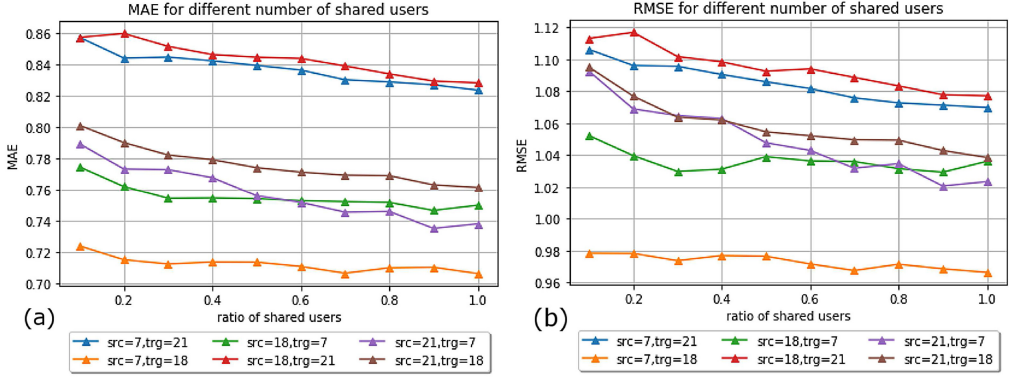 MAE for different number of shared users
MAE
0.86
0.84
0.82
0.80
0.78
0.76
0.74
0.72
0.70
0.2 0.4 0.6 0.8 1.0
ratio of shared users
(a)
src=7,trg=21 src=18,trg=7 src=21,trg=7
src=7,trg=18 src=18,trg=21 src=21,trg=18
RMSE for different number of shared users
RMSE
1.12
1.10
1.08
1.06
1.04
1.02
1.00
0.98
0.96
0.2 0.4 0.6 0.8 1.0
ratio of shared users
(b)
src=7,trg=21 src=18,trg=7 src=21,trg=7
src=7,trg=18 src=18,trg=21 src=21,trg=18